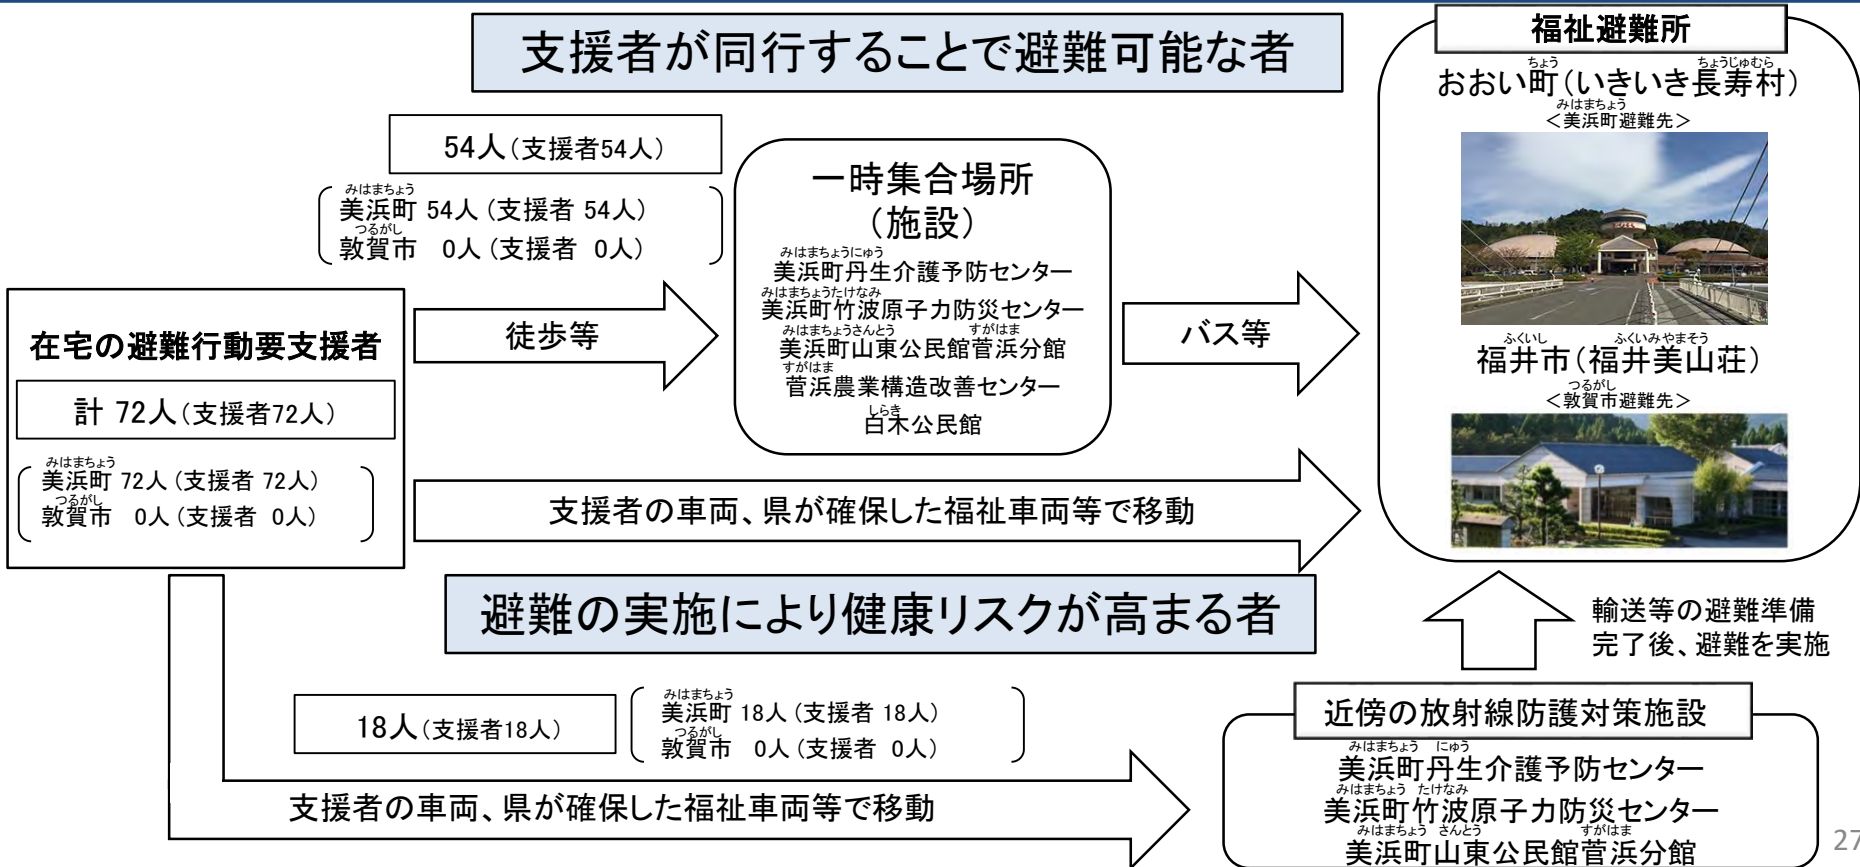 支援者が同行することで避難可能な者
福祉避難所
おおい町(いきいき長寿村)
ちょう ちょうじゅむら
<美浜町避難先>
みはまちょう
福井市(福井美山荘)
ふくいし ふくいみやまそう
<敦賀市避難先>
つるがし
54人(支援者54人)
美浜町 54人(支援者 54人)
みはまちょう
敦賀市 0人(支援者 0人)
つるがし
一時集合場所
(施設)
美浜町丹生介護予防センター
みはまちょうにゅう
美浜町竹波原子力防災センター
みはまちょうたけなみ
美浜町山東公民館菅浜分館
みはまちょうさんとう すがはま
菅浜農業構造改善センター
すがはま
白木公民館
しらき
在宅の避難行動要支援者
計 72人(支援者72人)
美浜町 72人(支援者 72人)
みはまちょう
敦賀市 0人(支援者 0人)
つるがし
徒歩等
バス等
支援者の車両、県が確保した福祉車両等で移動
避難の実施により健康リスクが高まる者
輸送等の避難準備
完了後、避難を実施
18人(支援者18人)
美浜町 18人(支援者 18人)
みはまちょう
敦賀市 0人(支援者 0人)
つるがし
支援者の車両、県が確保した福祉車両等で移動
近傍の放射線防護対策施設
美浜町丹生介護予防センター
みはまちょう にゅう
美浜町竹波原子力防災センター
みはまちょう たけなみ
美浜町山東公民館菅浜分館
みはまちょう さんとう すがはま
27